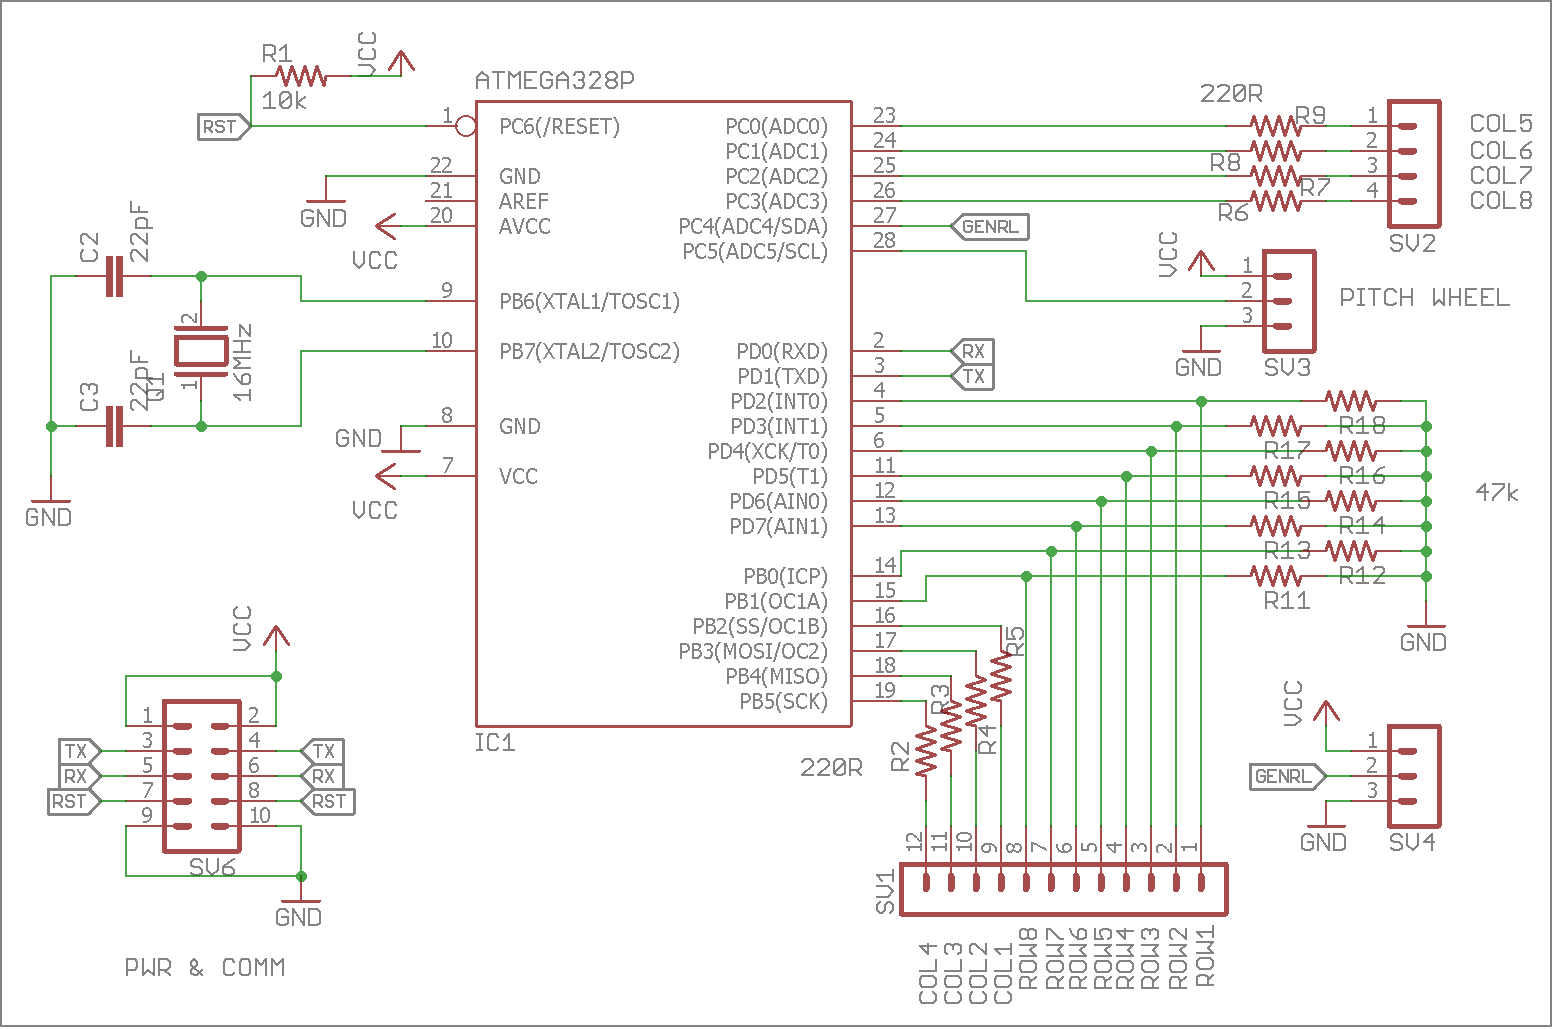 R1
VCC
10k
RST
ATMEGA328P
1 PC6(/RESET)
22 GND
21 AREF
20 AVCC
9 PB6(XTAL1/TOSC1)
10 PB7(XTAL2/TOSC2)
8 GND
7 VCC
PC0(ADC0) 23
PC1(ADC1) 24
PC2(ADC2) 25
PC3(ADC3) 26
PC4(ADC4/SDA) 27
PC5(ADC5/SCL) 28
PD0(RXD) 2
PD1(TXD) 3
PD2(INT0) 4
PD3(INT1) 5
PD4(XCK/T0) 6
PD5(T1) 11
PD6(AIN0) 12
PD7(AIN1) 13
PB0(ICP) 14
PB1(OC1A) 15
PB2(SS/OC1B) 16
PB3(MOSI/OC2) 17
PB4(MISO) 18
PB5(SCK) 19
IC1
GND
VCC
GND
VCC
C2
22pF
C3
22pF
Q1
2
1
16MHz
GND
220R
R9
R8
R7
R6
1 COL5
2 COL6
3 COL7
4 COL8
SV2
GENRL
VCC
1
2
3
GND
SV3
PITCH WHEEL
RX
TX
R18
R17
R16
R15
R14
R13
R12
R11
47k
GND
R5
R4
R3
R2
220R
12 11 10 9 8 7 6 5 4 3 2 1
SV1
COL4
COL3
COL2
COL1
ROW8
ROW7
ROW6
ROW5
ROW4
ROW3
ROW2
ROW1
VCC
GENRL
1
2
3
GND
SV4
VCC
1 2
TX 3 4 TX
RX 5 6 RX
RST 7 8 RST
9 10
SV6
GND
PWR & COMM